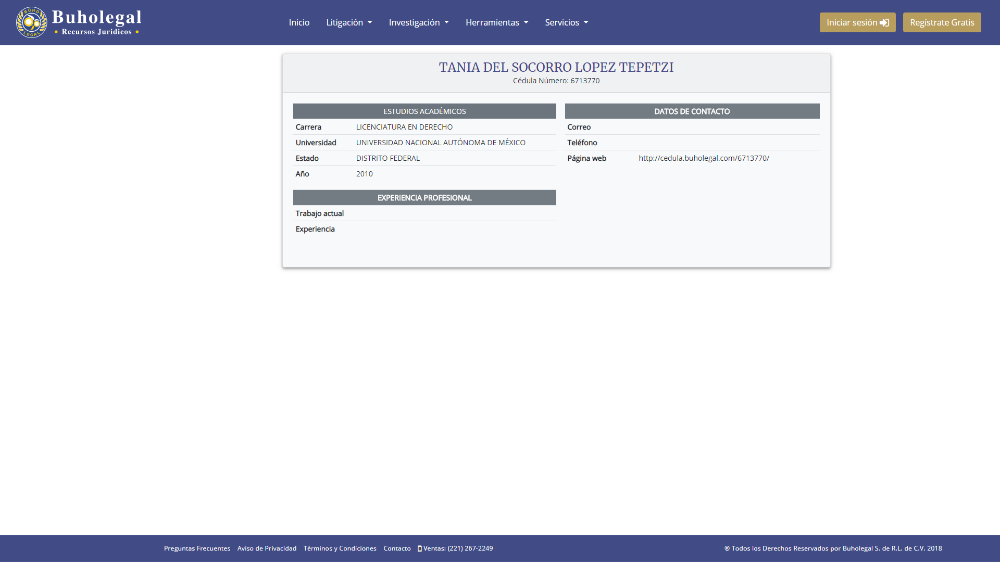 BÚHO
LEGAL
Buholegal
• Recursos Jurídicos •
Inicio
Litigación
Investigación
Herramientas
Servicios
Iniciar sesión
Regístrate Gratis
TANIA DEL SOCORRO LOPEZ TEPETZI
Cédula Número: 6713770
ESTUDIOS ACADÉMICOS
Carrera LICENCIATURA EN DERECHO
Universidad UNIVERSIDAD NACIONAL AUTÓNOMA DE MÉXICO
Estado DISTRITO FEDERAL
Año 2010
EXPERIENCIA PROFESIONAL
Trabajo actual
Experiencia
DATOS DE CONTACTO
Correo
Teléfono
Página web http://cedula.buholegal.com/6713770/
Preguntas Frecuentes Aviso de Privacidad Términos y Condiciones Contacto Ventas: (221) 267-2249
® Todos los Derechos Reservados por Buholegal S. de R.L. de C.V. 2018